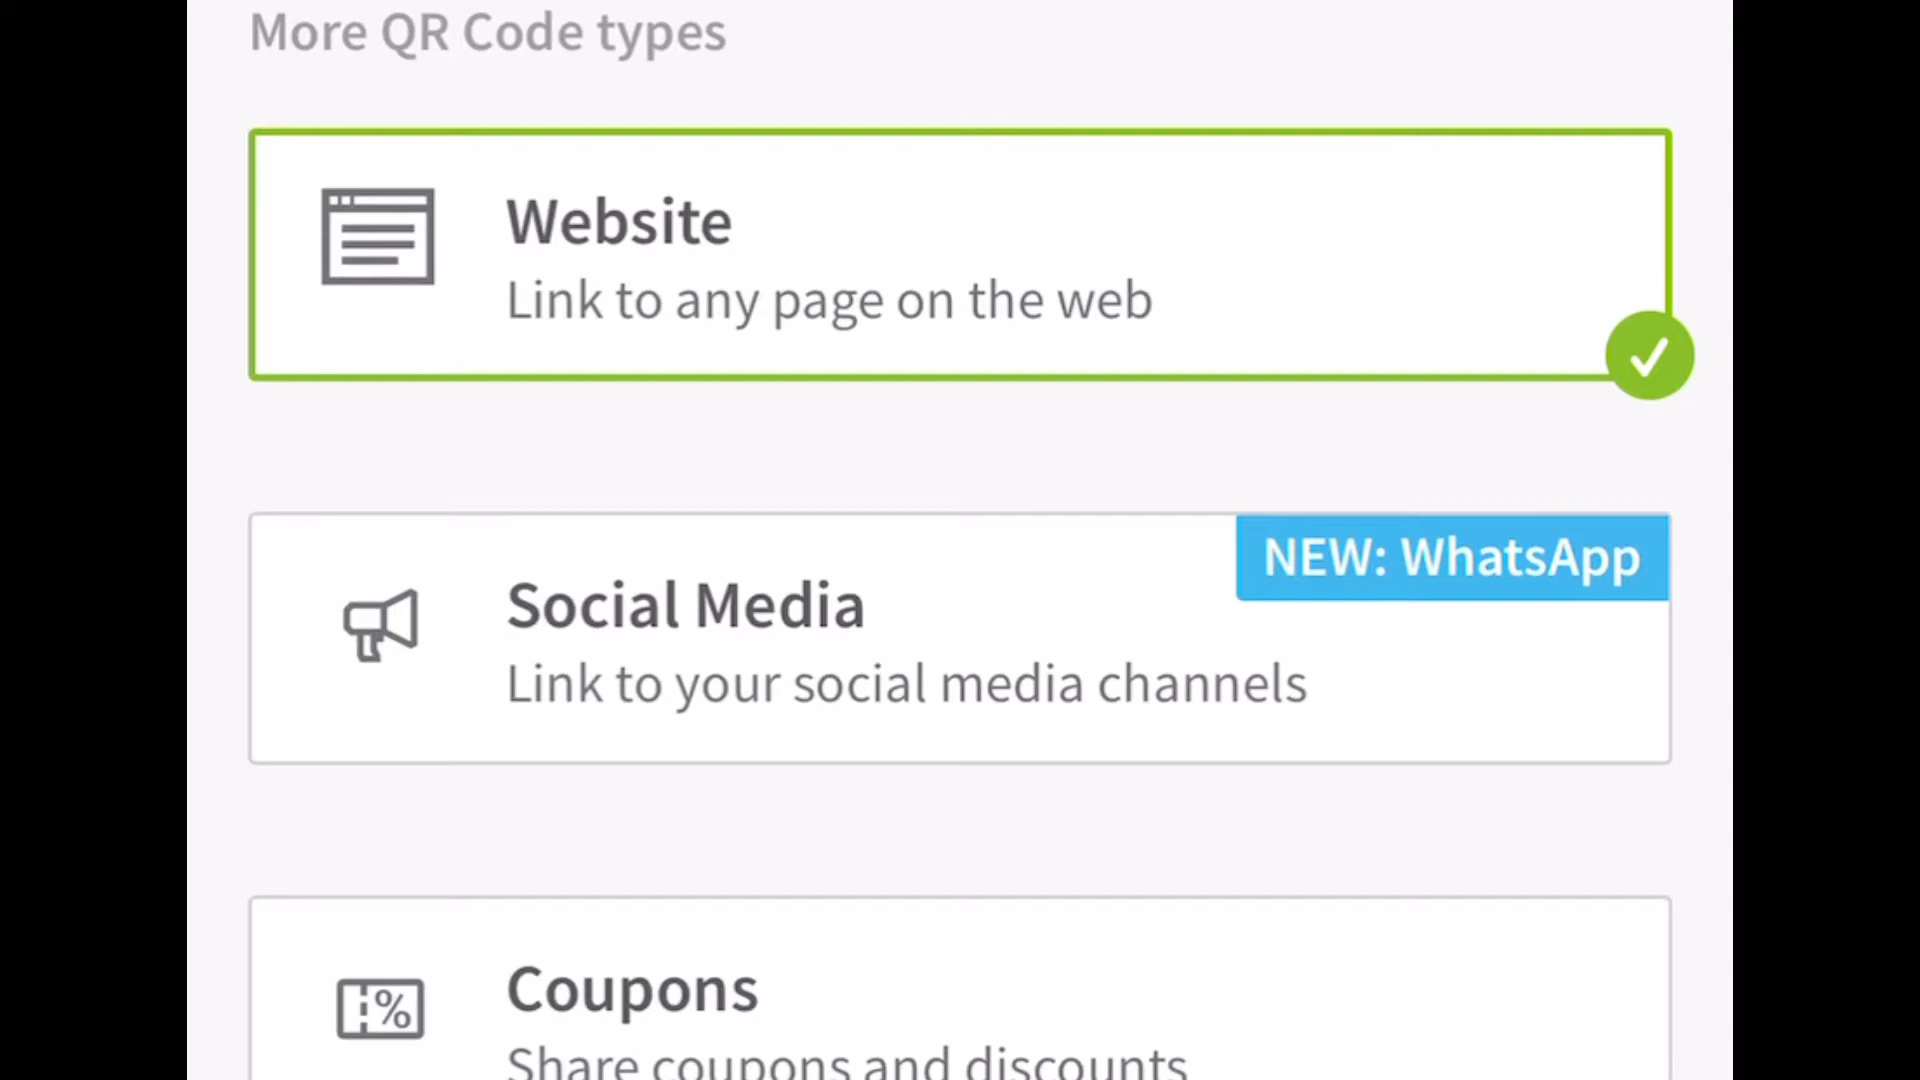 More QR Code types
Website
Link to any page on the web
NEW: WhatsApp
Social Media
Link to your social media channels
%
Coupons
Share coupons and discounts